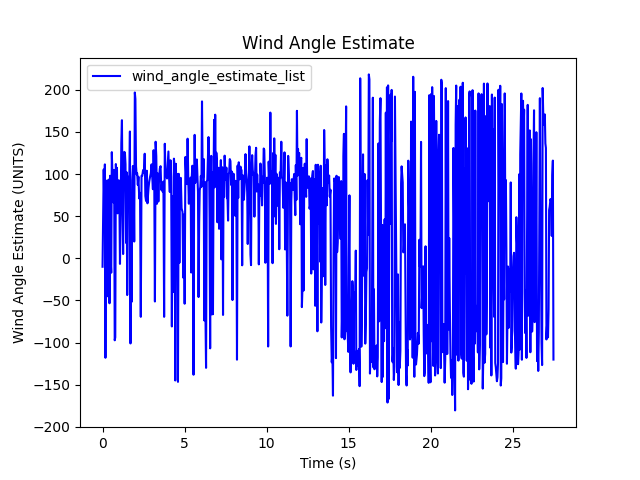 Wind Angle Estimate
wind_angle_estimate_list
Wind Angle Estimate (UNITS)
200
150
100
50
0
−50
−100
−150
−200
0 5 10 15 20 25
Time (s)